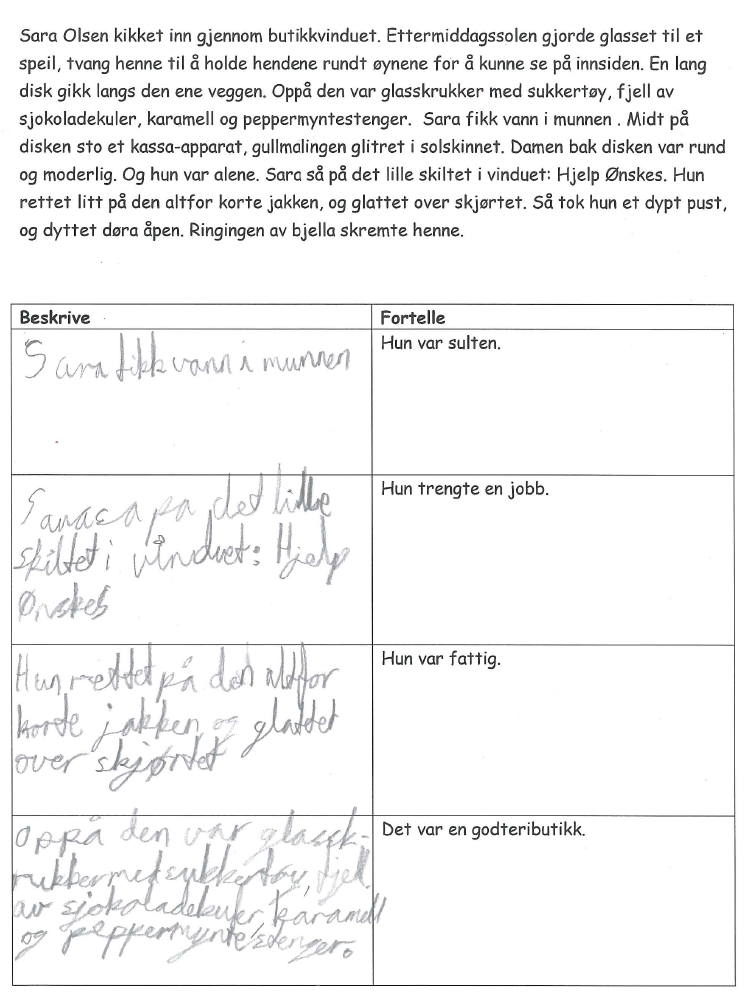 Sara Olsen kikket inn gjennom butikkvinduet. Ettermiddagssolen gjorde glasset til et
speil, tvang henne til å holde hendene rundt øynene for å kunne se på innsiden. En lang
disk gikk langs den ene veggen. Oppå den var glasskrukker med sukkertøy, fjell av
sjokoladekuler, karamell og peppermyntestenger. Sara fikk vann i munnen . Midt på
disken sto et kassa-apparat, gullmalingen glitret i solskinnet. Damen bak disken var rund
og moderlig. Og hun var alene. Sara så på det lille skiltet i vinduet: Hjelp Ønskes. Hun
rettet litt på den altfor korte jakken, og glattet over skjørtet. Så tok hun et dypt pust,
og dyttet døra åpen. Ringingen av bjella skremte henne.
Beskrive
Fortelle
Sara fikk vann i munnen
Hun var sulten.
Sara så på det lille
skiltet i vinduet: Hjelp
Ønskes
Hun trengte en jobb.
Hun rettet på den altfor
korte jakken og glattet
over skjørtet
Hun var fattig.
Oppå den var glassk-
rukker med sukkertøy, fjell
av sjokoladekuler, karamell
og peppermyntestenger.
Det var en godteributikk.